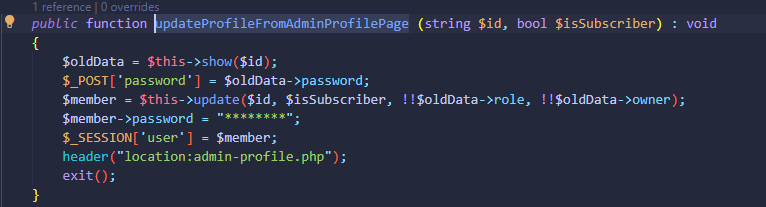 1 reference | 0 overrides
public function updateProfileFromAdminProfilePage (string $id, bool $isSubscriber) : void
{
    $oldData = $this->show($id);
    $_POST['password'] = $oldData->password;
    $member = $this->update($id, $isSubscriber, !!$oldData->role, !!$oldData->owner);
    $member->password = "********";
    $_SESSION['user'] = $member;
    header("location:admin-profile.php");
    exit();
}